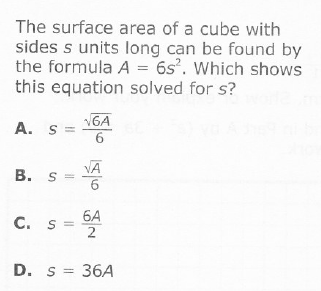 The surface area of a cube with
sides s units long can be found by
the formula A = 6s². Which shows
this equation solved for s?
A. s = √6A / 6
B. s = √A / 6
C. s = 6A / 2
D. s = 36A